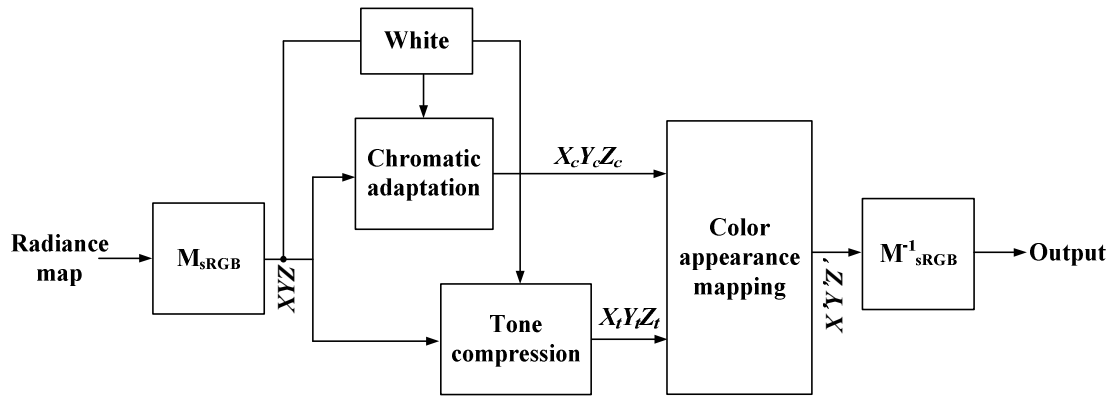 White
Chromatic
adaptation
XcYcZc
Radiance
map
MsRGB
XYZ
Color
appearance
mapping
X'Y'Z'
M-1sRGB
Output
Tone
compression
XtYtZt